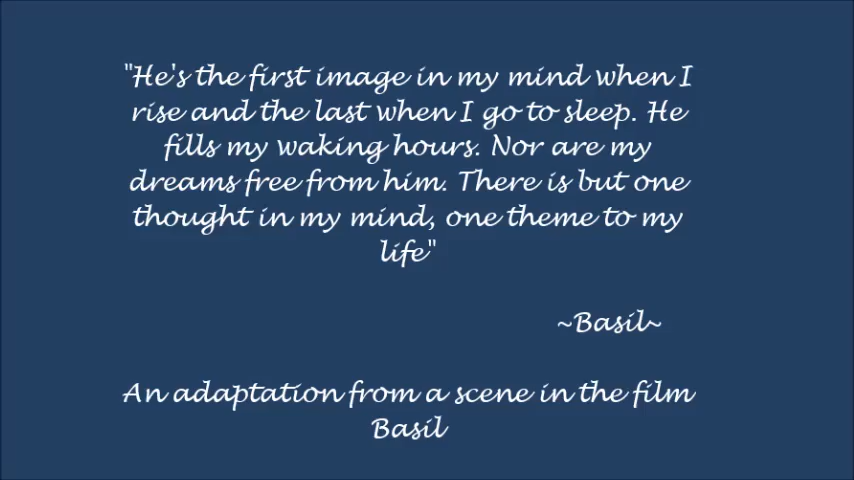 "He's the first image in my mind when I
rise and the last when I go to sleep. He
fills my waking hours. Nor are my
dreams free from him. There is but one
thought in my mind, one theme to my
life"
~Basil~
An adaptation from a scene in the film
Basil